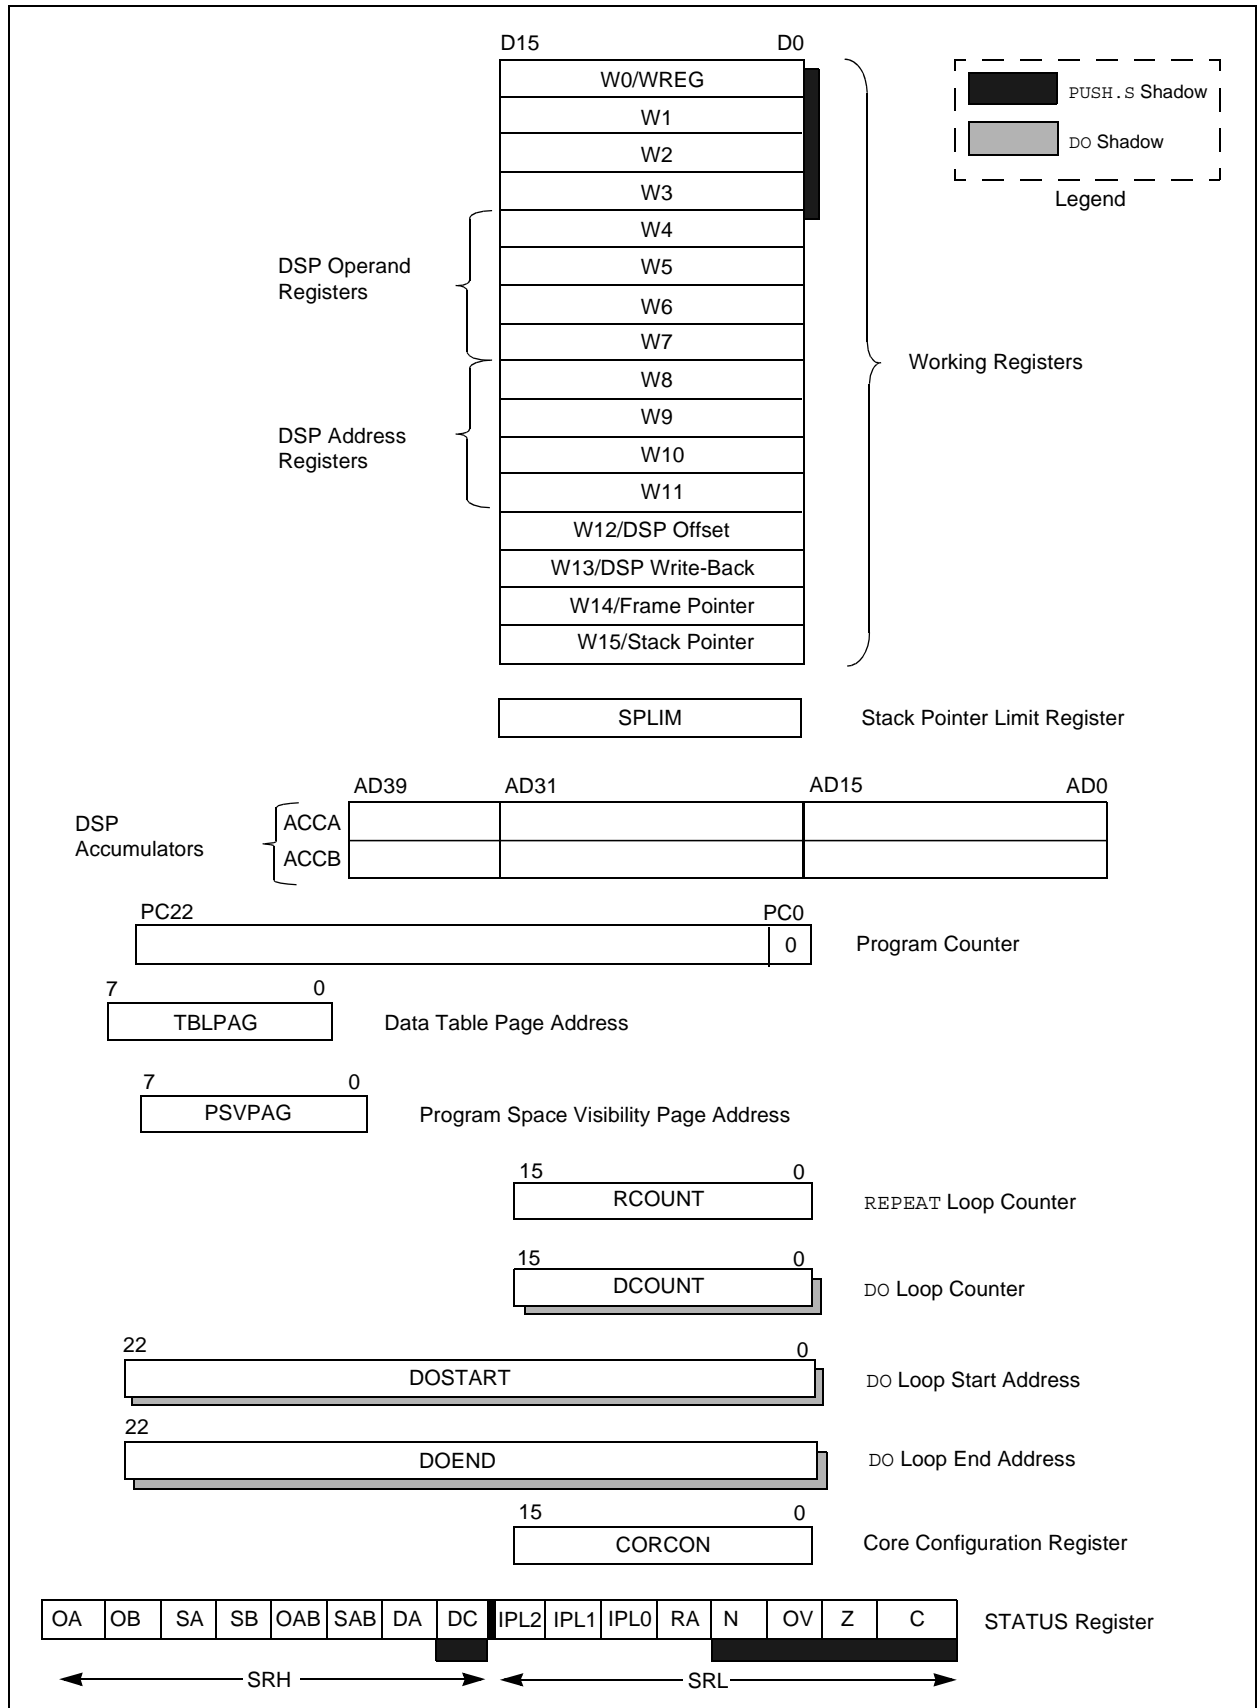 D15 D0
W0/WREG
W1
W2
W3
W4
W5
W6
W7
W8
W9
W10
W11
W12/DSP Offset
W13/DSP Write-Back
W14/Frame Pointer
W15/Stack Pointer
PUSH.S Shadow
DO Shadow
Legend
DSP Operand
Registers
DSP Address
Registers
Working Registers
SPLIM Stack Pointer Limit Register
AD39 AD31 AD15 AD0
DSP
Accumulators
ACCA
ACCB
PC22 PC0
0 Program Counter
7 0
TBLPAG Data Table Page Address
7 0
PSVPAG Program Space Visibility Page Address
15 0
RCOUNT REPEAT Loop Counter
15 0
DCOUNT DO Loop Counter
22 0
DOSTART DO Loop Start Address
22
DOEND DO Loop End Address
15 0
CORCON Core Configuration Register
OA OB SA SB OAB SAB DA DC IPL2 IPL1 IPL0 RA N OV Z C STATUS Register
SRH SRL